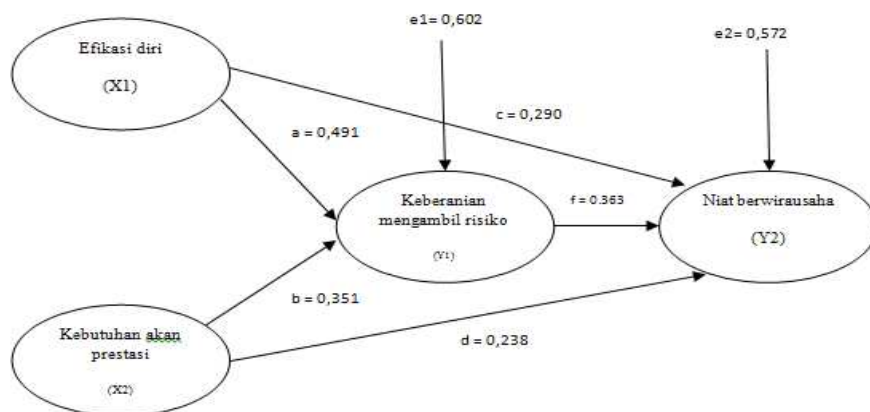 e1= 0,602
e2= 0,572
Efikasi diri
(X1)
c = 0,290
a = 0,491
Keberanian
mengambil risiko
(Y1)
f = 0.363
Niat berwirausaha
(Y2)
b = 0,351
Kebutuhan akan
prestasi
(X2)
d = 0,238